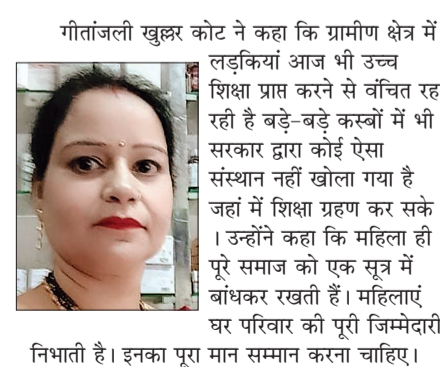 गीतांजली खुल्लर कोट ने कहा कि ग्रामीण क्षेत्र में
लड़कियां आज भी उच्च
शिक्षा प्राप्त करने से वंचित रह
रही है बड़े-बड़े कस्बों में भी
सरकार द्वारा कोई ऐसा
संस्थान नहीं खोला गया है
जहां में शिक्षा ग्रहण कर सके
। उन्होंने कहा कि महिला ही
पूरे समाज को एक सूत्र में
बांधकर रखती हैं। महिलाएं
घर परिवार की पूरी जिम्मेदारी
निभाती है। इनका पूरा मान सम्मान करना चाहिए।